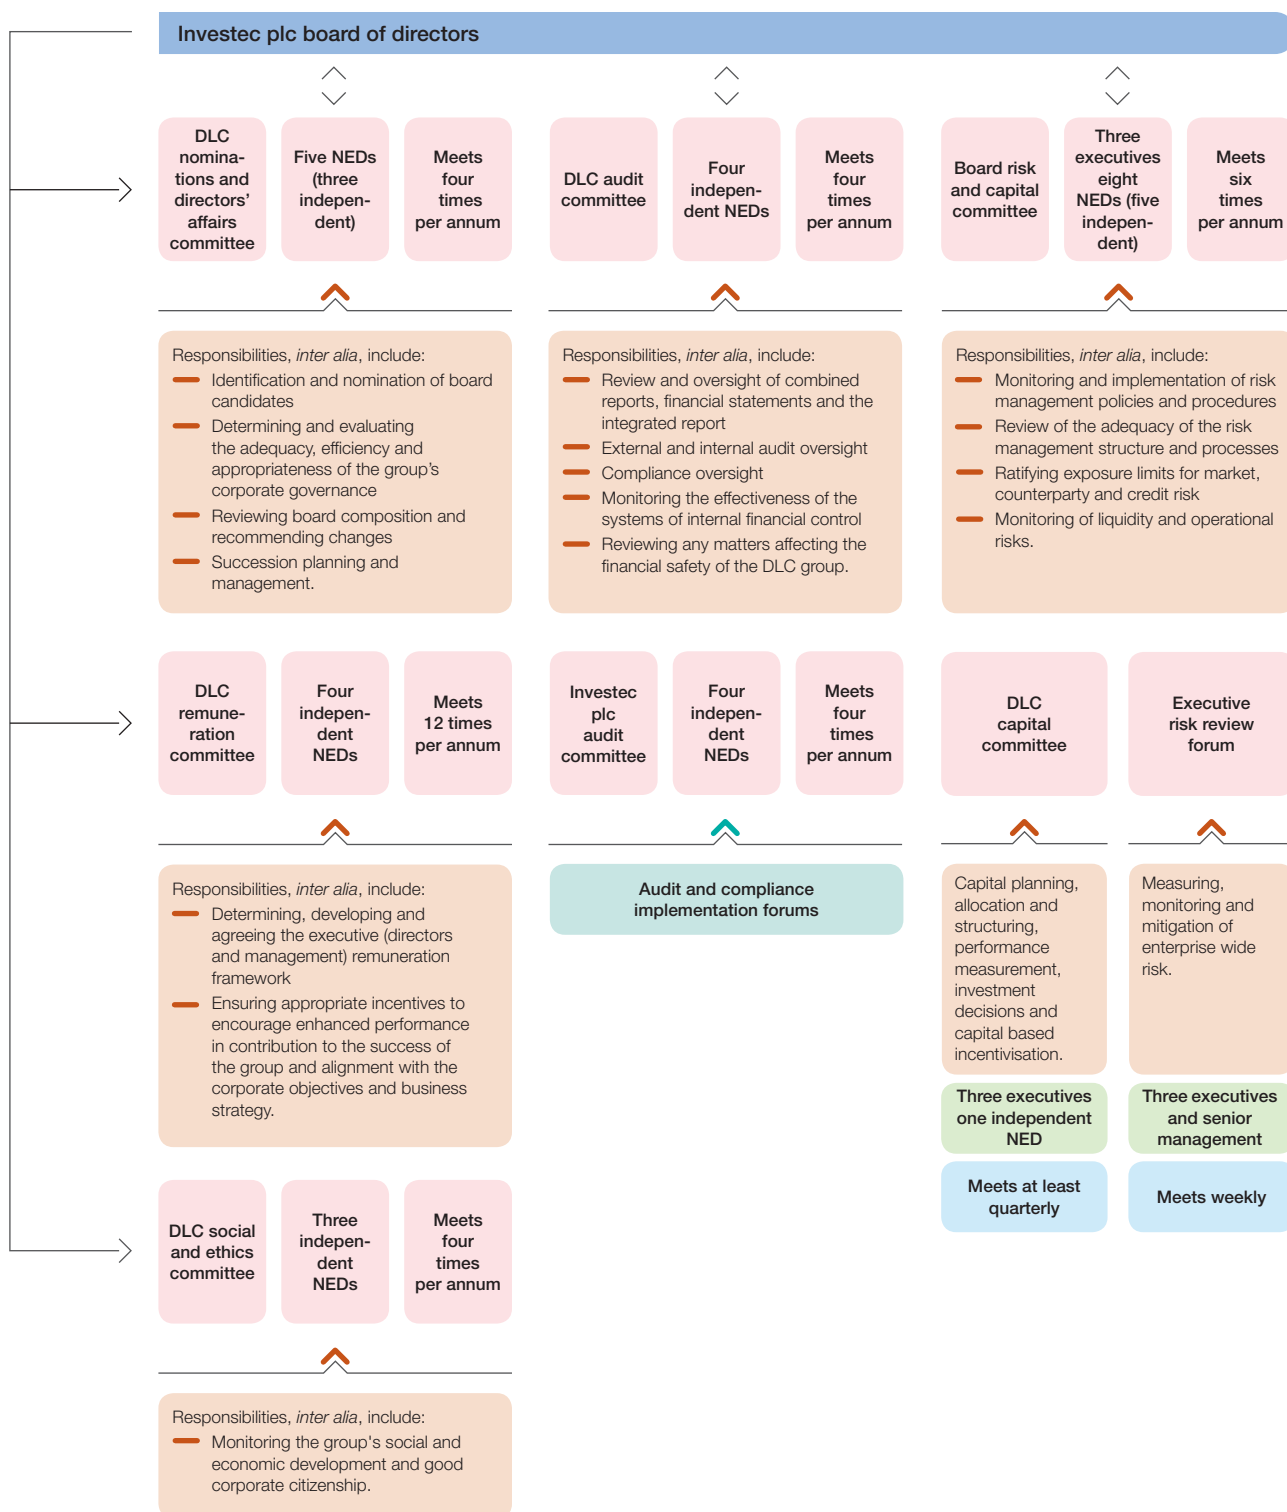 Investec plc board of directors
DLC
nomina-
tions and
directors'
affairs
committee
Five NEDs
(three
indepen-
dent)
Meets
four
times
per annum
DLC audit
committee
Four
indepen-
dent NEDs
Meets
four
times
per annum
Board risk
and capital
committee
Three
executives
eight
NEDs (five
indepen-
dent)
Meets
six
times
per annum
Responsibilities, inter alia, include:
Identification and nomination of board
candidates
Determining and evaluating
the adequacy, efficiency and
appropriateness of the group's
corporate governance
Reviewing board composition and
recommending changes
Succession planning and
management.
Responsibilities, inter alia, include:
Review and oversight of combined
reports, financial statements and the
integrated report
External and internal audit oversight
Compliance oversight
Monitoring the effectiveness of the
systems of internal financial control
Reviewing any matters affecting the
financial safety of the DLC group.
Responsibilities, inter alia, include:
Monitoring and implementation of risk
management policies and procedures
Review of the adequacy of the risk
management structure and processes
Ratifying exposure limits for market,
counterparty and credit risk
Monitoring of liquidity and operational
risks.
DLC
remune-
ration
committee
Four
indepen-
dent
NEDs
Meets
12 times
per annum
Investec
plc
audit
committee
Four
indepen-
dent
NEDs
Meets
four
times
per annum
DLC
capital
committee
Executive
risk review
forum
Responsibilities, inter alia, include:
Determining, developing and
agreeing the executive (directors
and management) remuneration
framework
Ensuring appropriate incentives to
encourage enhanced performance
in contribution to the success of
the group and alignment with the
corporate objectives and business
strategy.
Audit and compliance
implementation forums
Capital planning,
allocation and
structuring,
performance
measurement,
investment
decisions and
capital based
incentivisation.
Measuring,
monitoring and
mitigation of
enterprise wide
risk.
Three executives
one independent
NED
Three executives
and senior
management
Meets at least
quarterly
Meets weekly
DLC social
and ethics
committee
Three
indepen-
dent
NEDs
Meets
four
times
per annum
Responsibilities, inter alia, include:
Monitoring the group's social and
economic development and good
corporate citizenship.